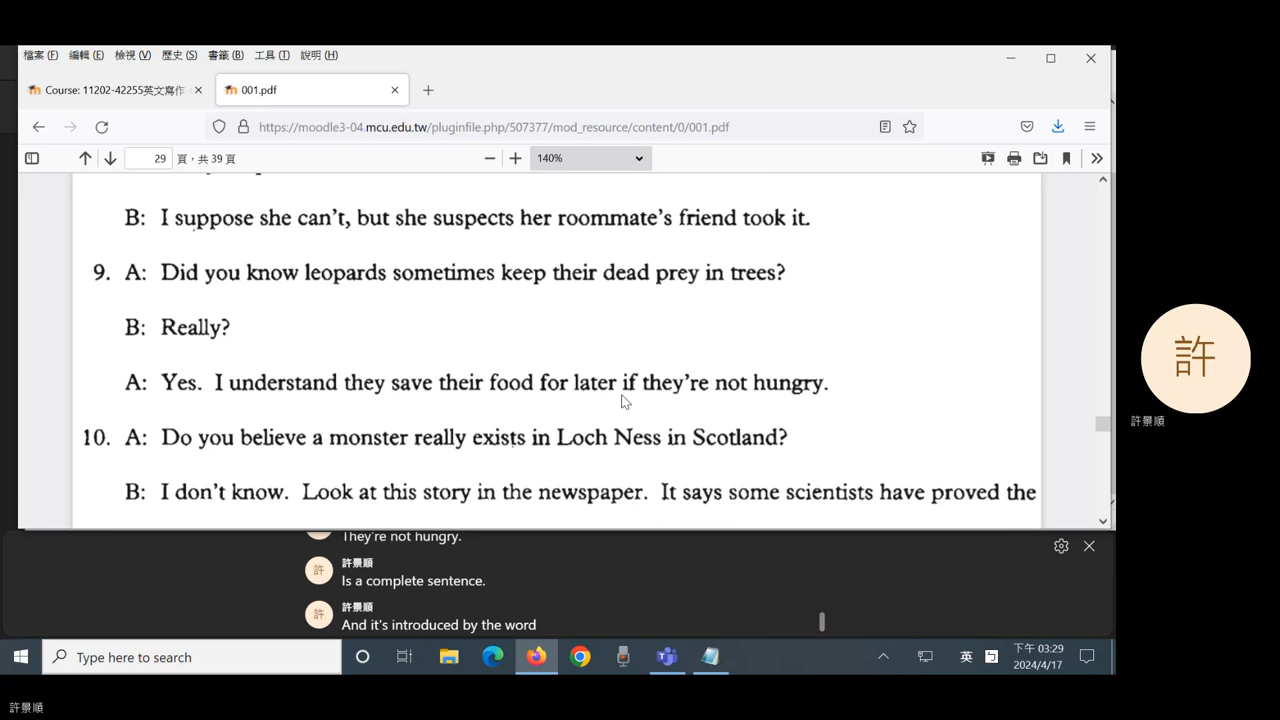 檔案(F) 編輯(E) 檢視(V) 歷史(S) 書籤(B) 工具(T) 說明(H)
Course: 11202-42255英文寫作
001.pdf
https://moodle3-04.mcu.edu.tw/pluginfile.php/507377/mod_resource/content/0/001.pdf
29 頁，共 39 頁
140%
B: I suppose she can't, but she suspects her roommate's friend took it.
9. A: Did you know leopards sometimes keep their dead prey in trees?
B: Really?
A: Yes. I understand they save their food for later if they're not hungry.
10. A: Do you believe a monster really exists in Loch Ness in Scotland?
B: I don't know. Look at this story in the newspaper. It says some scientists have proved the
許
許景順
They're not hungry.
許
許景順
Is a complete sentence.
許
許景順
And it's introduced by the word
Type here to search
英
下午 03:29
2024/4/17
許景順